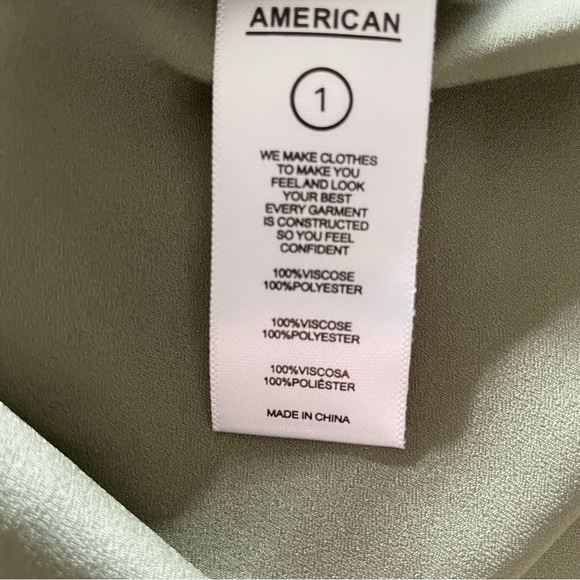 AMERICAN
1
WE MAKE CLOTHES
TO MAKE YOU
FEEL AND LOOK
YOUR BEST
EVERY GARMENT
IS CONSTRUCTED
SO YOU FEEL
CONFIDENT
100%VISCOSE
100%POLYESTER
100%VISCOSE
100%POLYESTER
100%VISCOSA
100%POLIÉSTER
MADE IN CHINA